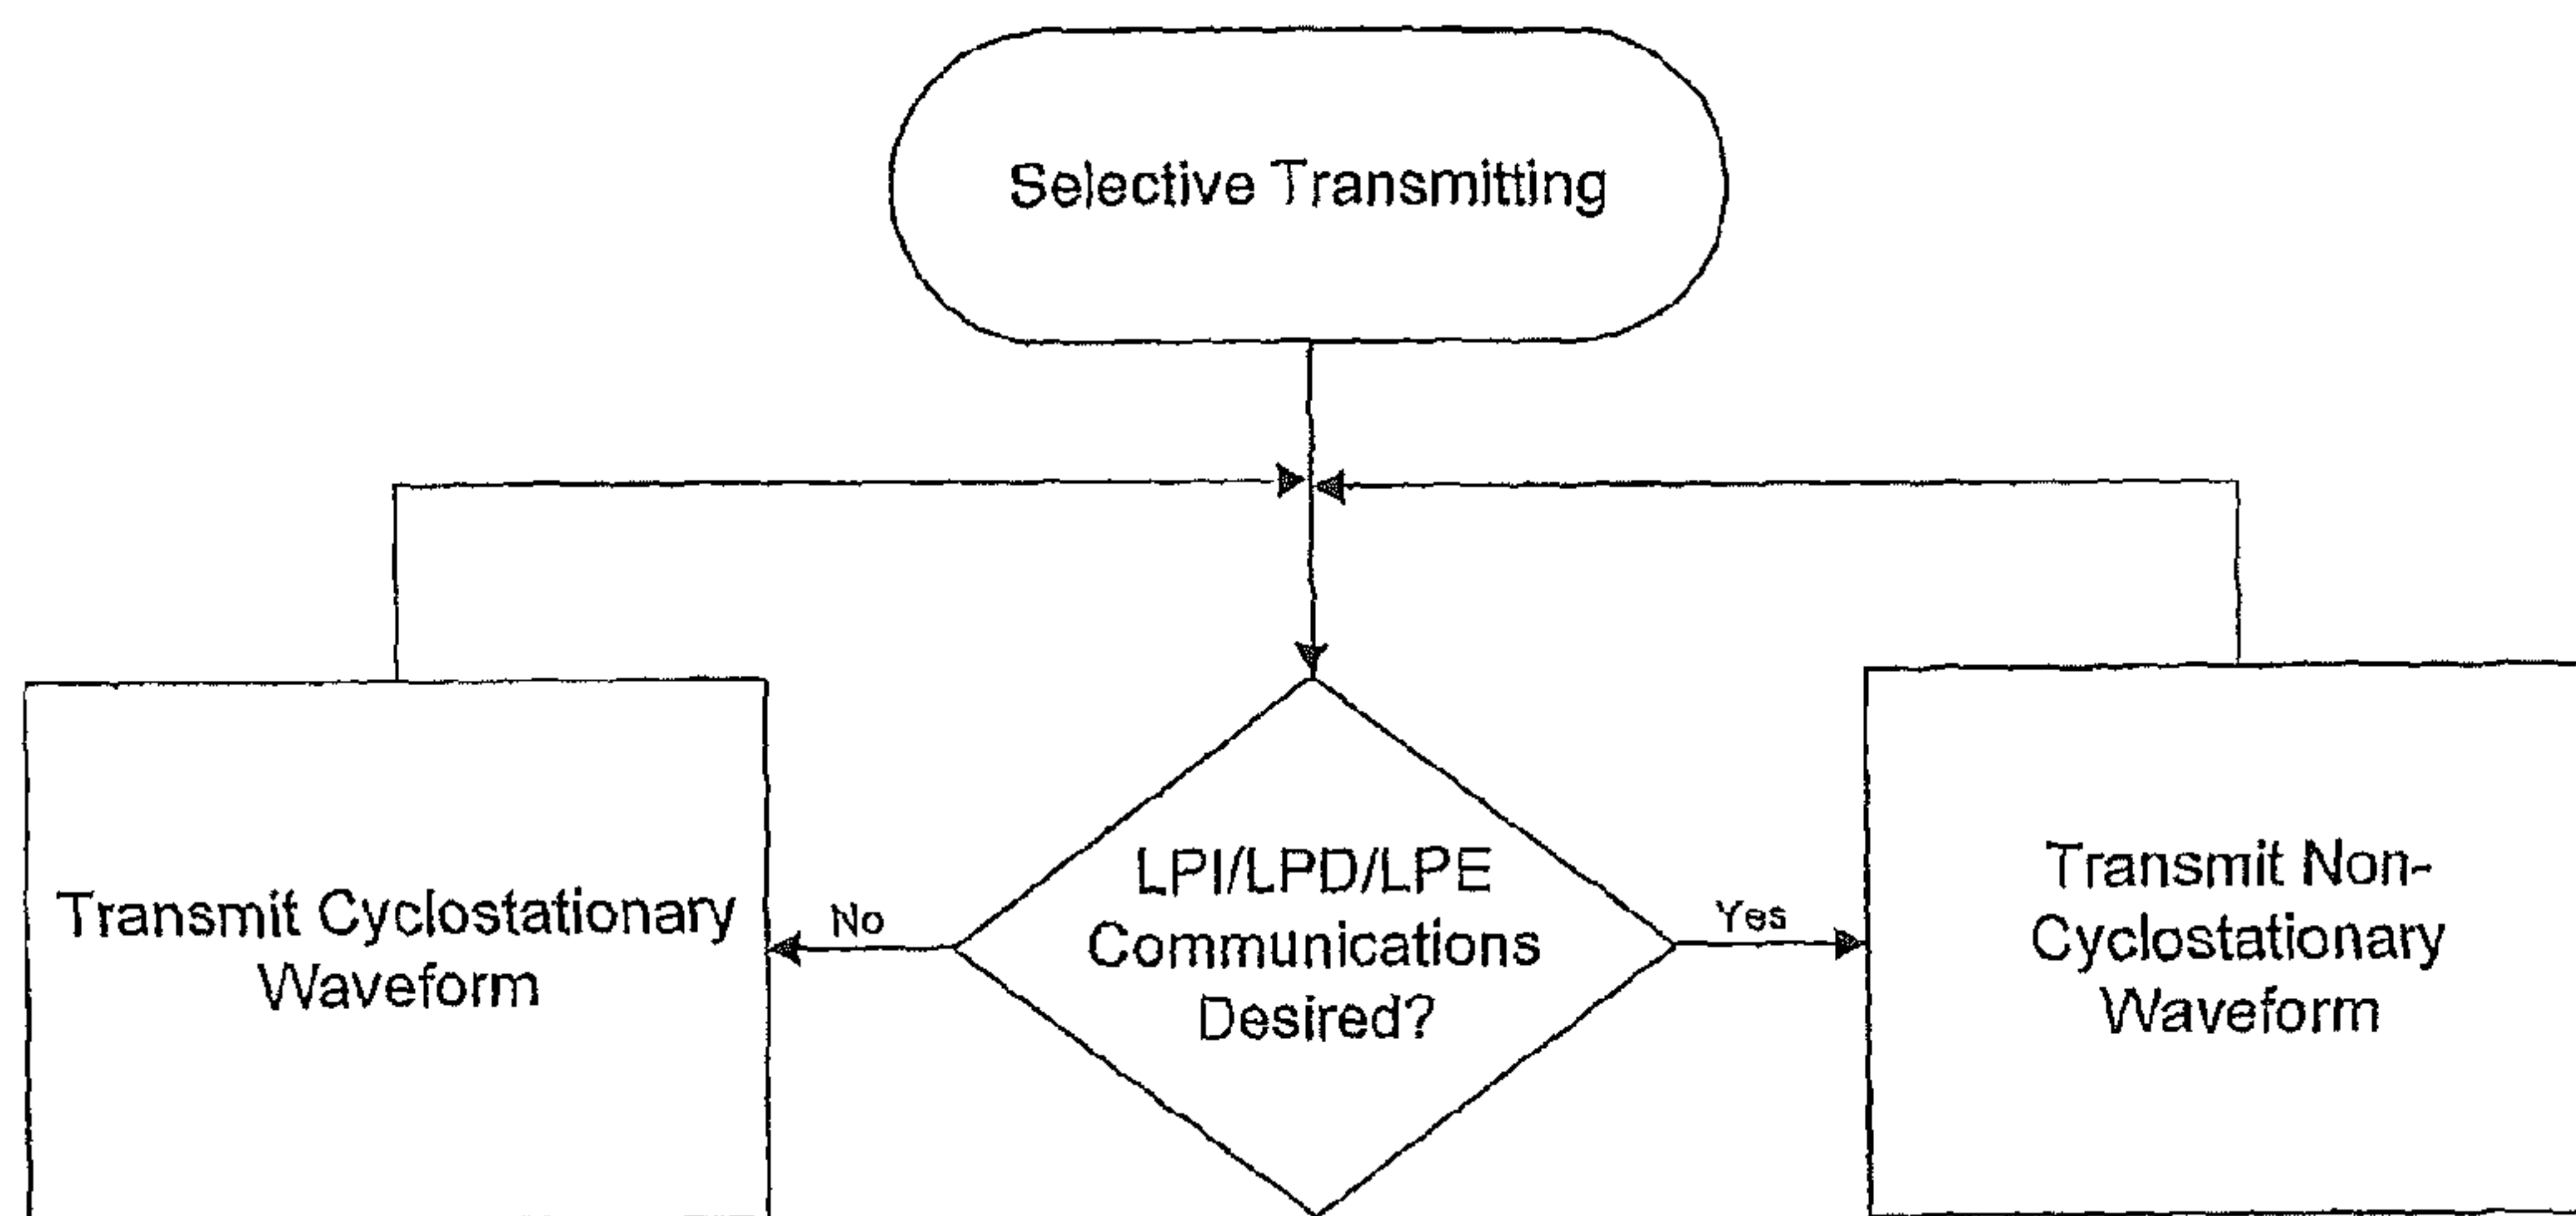 Selective Transmitting
Transmit Cyclostationary
Waveform
No
LPI/LPD/LPE
Communications
Desired?
Yes
Transmit Non-
Cyclostationary
Waveform